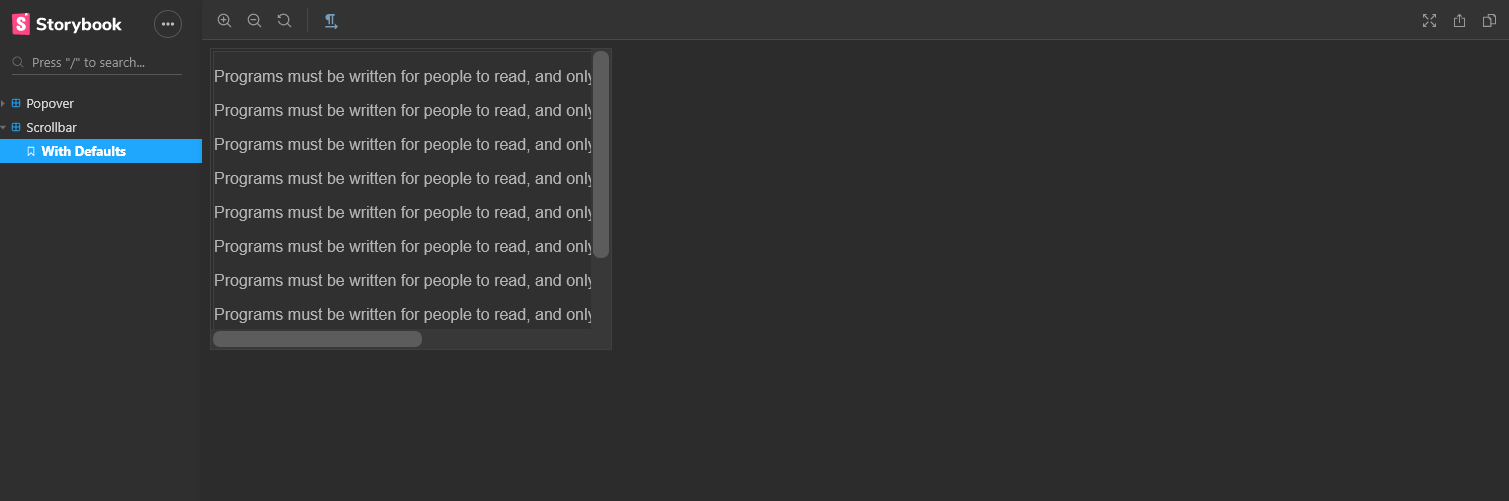 Storybook
Press "/" to search...
Popover
Scrollbar
With Defaults
Programs must be written for people to read, and only
Programs must be written for people to read, and only
Programs must be written for people to read, and only
Programs must be written for people to read, and only
Programs must be written for people to read, and only
Programs must be written for people to read, and only
Programs must be written for people to read, and only
Programs must be written for people to read, and only